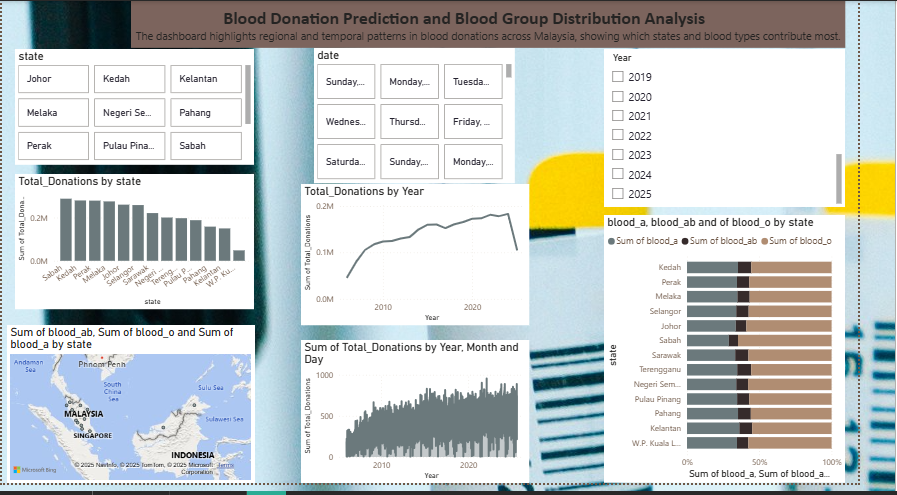 Blood Donation Prediction and Blood Group Distribution Analysis
The dashboard highlights regional and temporal patterns in blood donations across Malaysia, showing which states and blood types contribute most.
state
Johor
Kedah
Kelantan
Melaka
Negeri Se...
Pahang
Perak
Pulau Pina...
Sabah
date
Sunday,...
Monday,...
Tuesda...
Wednes...
Thursd...
Friday, ...
Saturda...
Sunday,...
Monday,...
Year
2019
2020
2021
2022
2023
2024
2025
Total_Donations by state
Sum of Total_Dona...
0.2M
0.0M
Sabah
Kedah
Perak
Melaka
Johor
Selangor
Sarawak
Negeri ...
Tereng...
Pulau P...
Pahang
Kelantan
W.P. Ku...
state
Total_Donations by Year
Sum of Total_Donations
0.2M
0.1M
0.0M
2010
2020
Year
blood_a, blood_ab and of blood_o by state
Sum of blood_a
Sum of blood_ab
Sum of blood_o
state
Kedah
Perak
Melaka
Selangor
Johor
Sabah
Sarawak
Terengganu
Negeri Sem...
Pulau Pinang
Pahang
Kelantan
W.P. Kuala L...
0%
50%
100%
Sum of blood_a, Sum of blood_a...
Sum of blood_ab, Sum of blood_o and Sum of
blood_a by state
Andaman
Sea
Phnom Penh
South
China
Sea
Sulu Sea
MALAYSIA
SINGAPORE
Sulawesi Sea
INDONESIA
Microsoft Bing
© 2025 NavInfo, © 2025 TomTom, © 2025 Microsoft
Corporation
Terms
Sum of Total_Donations by Year, Month and
Day
Sum of Total_Donations
1000
500
0
2010
2020
Year